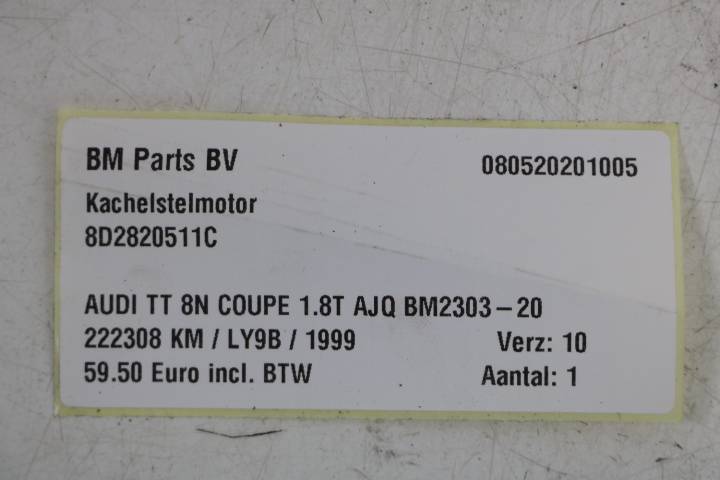 BM Parts BV 080520201005
Kachelstelmotor
8D2820511C
AUDI TT 8N COUPE 1.8T AJQ BM2303-20
222308 KM / LY9B / 1999 Verz: 10
59.50 Euro incl. BTW Aantal: 1